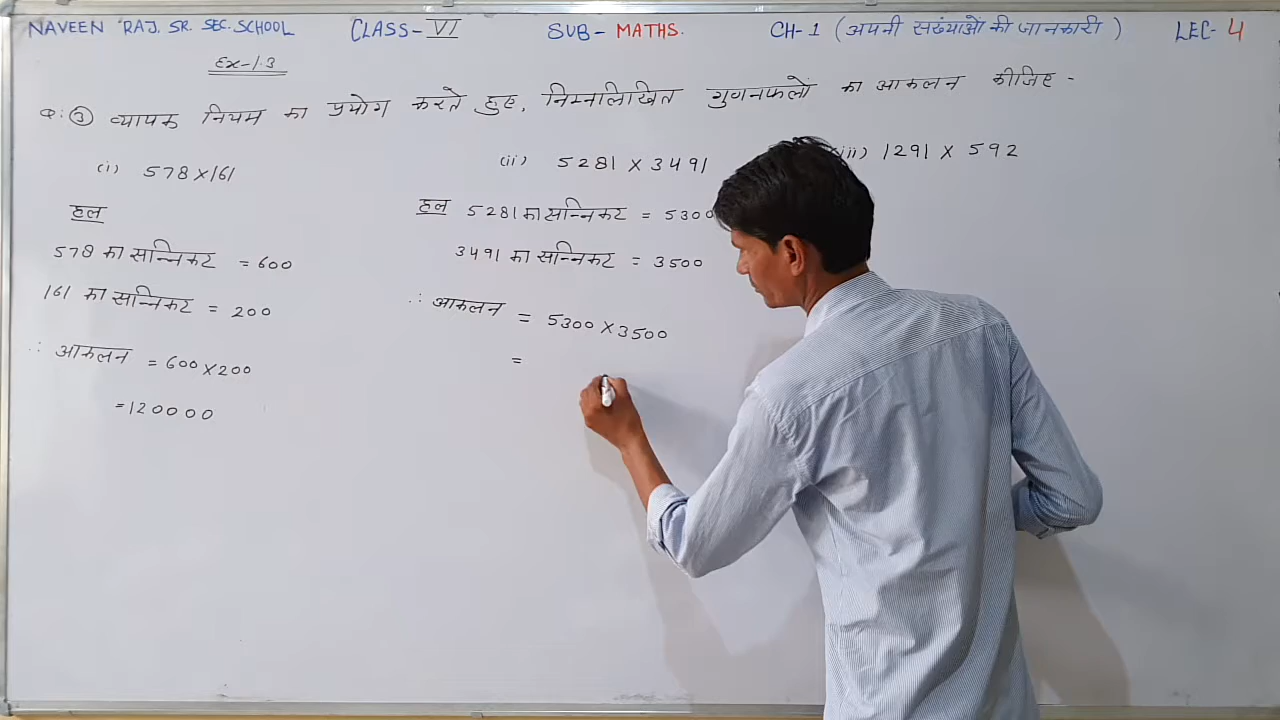 NAVEEN RAJ. SR. SEC. SCHOOL CLASS-VI SUB- MATHS. CH-1 (अपनी संख्याओं की जानकारी) LEC- 4
Ex-1.3
Q:③ व्यापक नियम का प्रयोग करते हुए, निम्नलिखित गुणनफलों का आकलन कीजिए -
(i) 578×161
हल
578 का सन्निकट = 600
161 का सन्निकट = 200
∴ आकलन = 600×200
=120000
(ii) 5281 × 3491
हल 5281 का सन्निकट = 5300
3491 का सन्निकट = 3500
∴ आकलन = 5300×3500
=
(iii) 1291 × 592